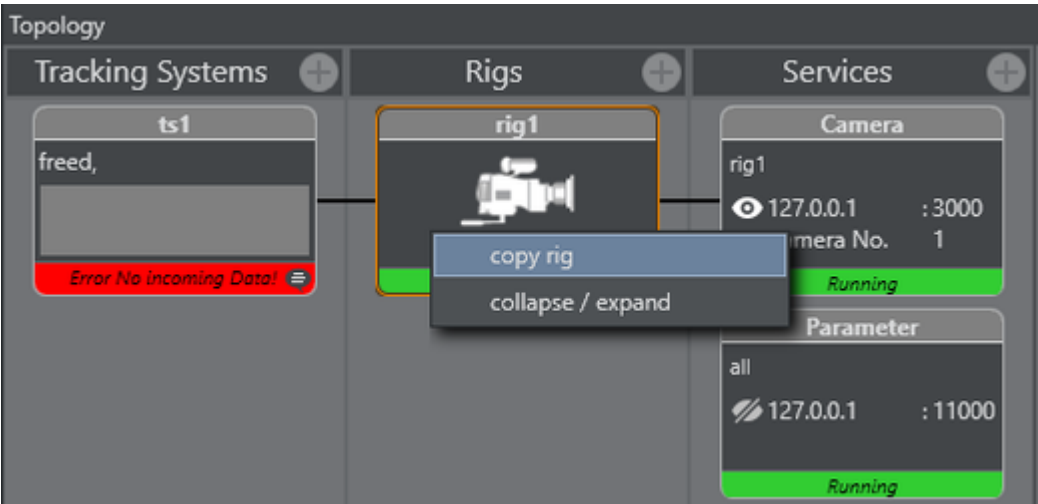 Topology
Tracking Systems
Rigs
Services
ts1
freed,
Error No incoming Data!
rig1
copy rig
collapse / expand
Camera
rig1
127.0.0.1 : 3000
mera No. 1
Running
Parameter
all
127.0.0.1 : 11000
Running